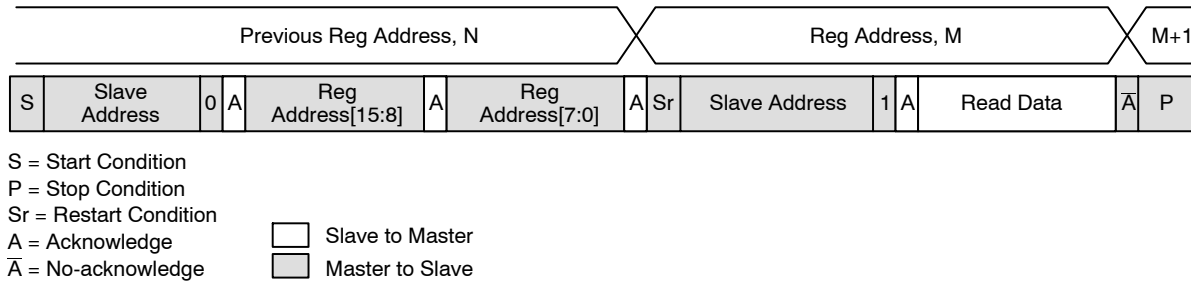 Previous Reg Address, N
Reg Address, M
M+1
S
Slave
Address
0
A
Reg
Address[15:8]
A
Reg
Address[7:0]
A
Sr
Slave Address
1
A
Read Data
A̅
P
S = Start Condition
P = Stop Condition
Sr = Restart Condition
A = Acknowledge
A̅ = No-acknowledge
Slave to Master
Master to Slave